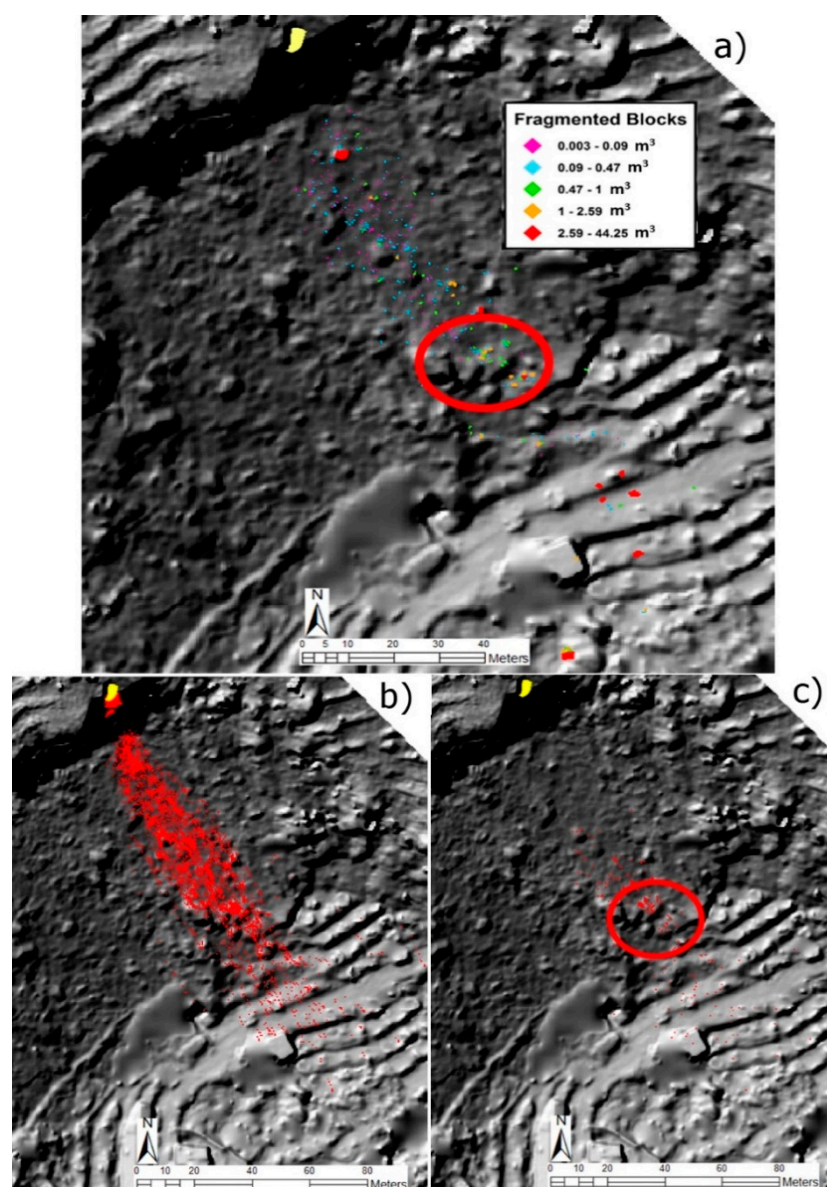 a)
Fragmented Blocks
0.003 - 0.09 m³
0.09 - 0.47 m³
0.47 - 1 m³
1 - 2.59 m³
2.59 - 44.25 m³
N
0 5 10 20 30 40
Meters
b)
N
0 20 40 60 80
Meters
c)
N
0 20 40 60 80
Meters